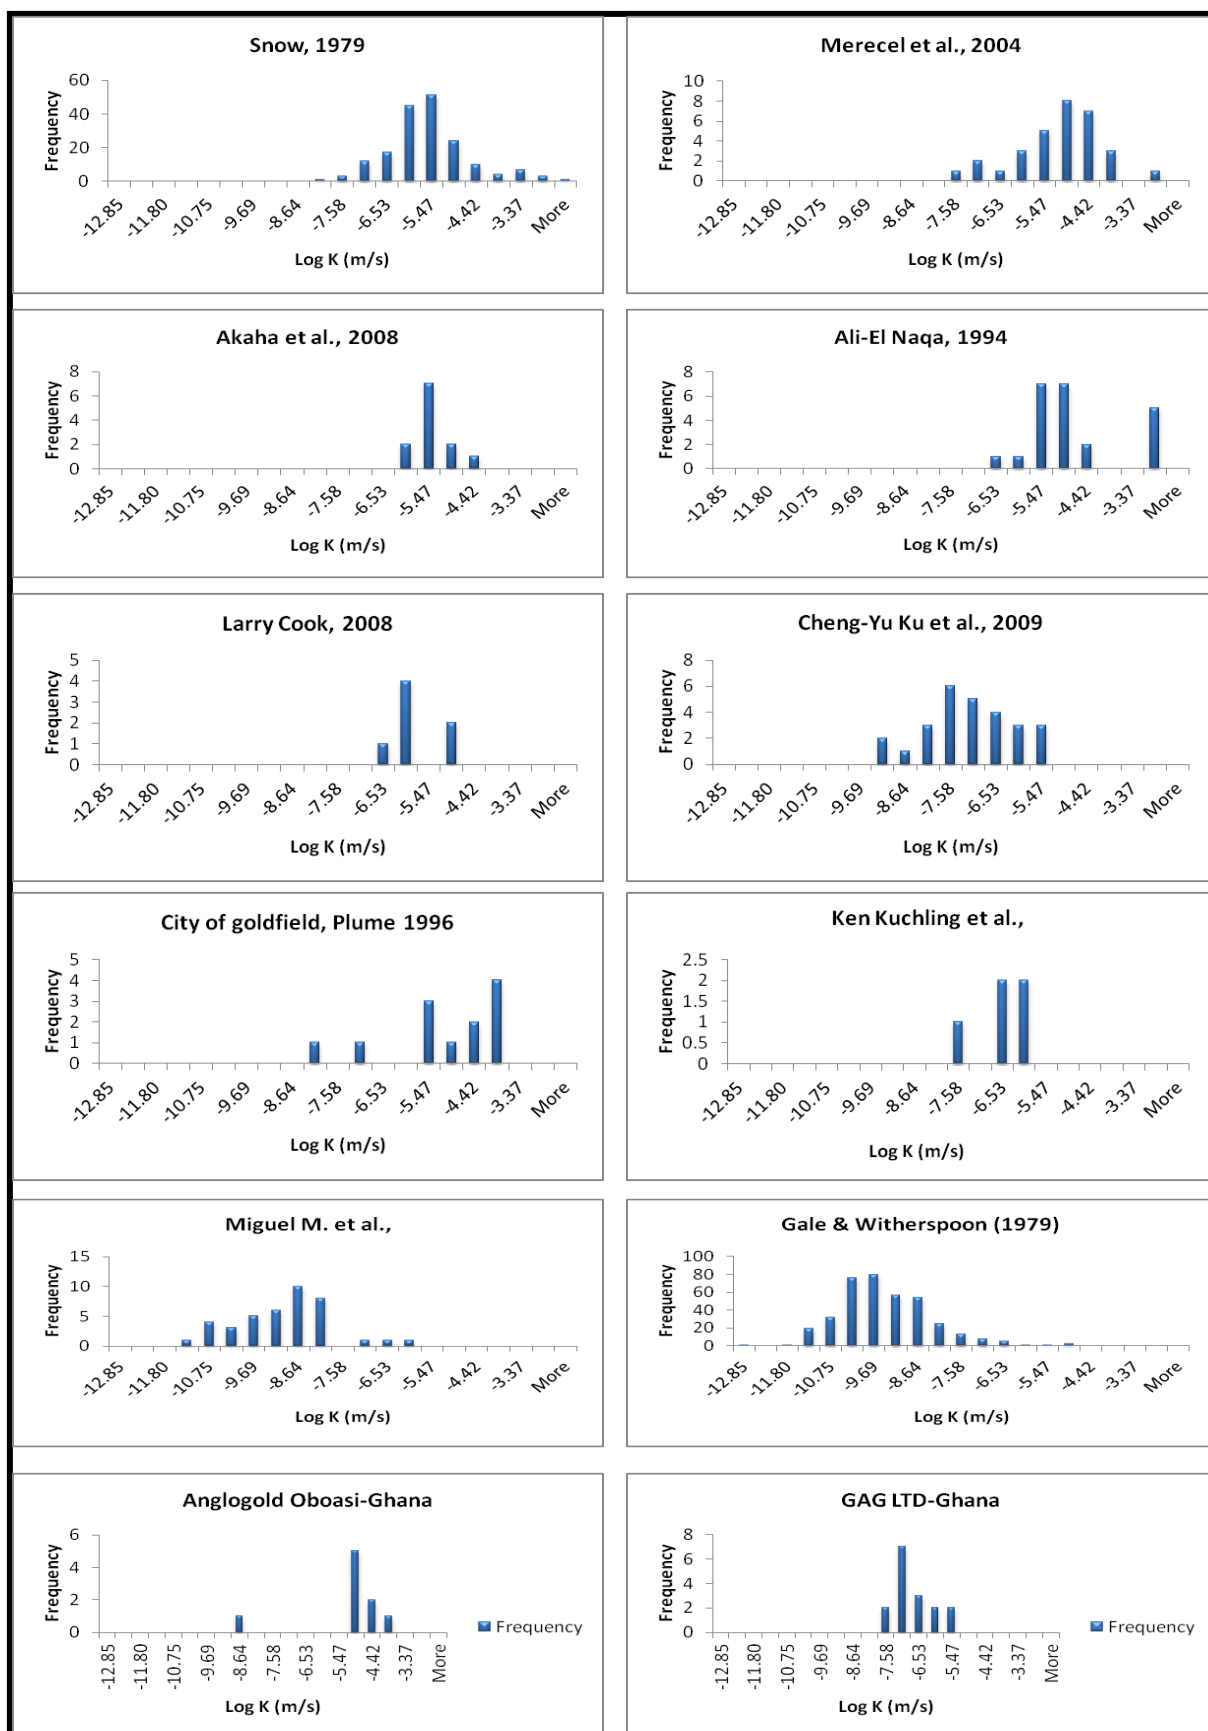 Snow, 1979
Frequency
60
40
20
0
-12.85 -11.80 -10.75 -9.69 -8.64 -7.58 -6.53 -5.47 -4.42 -3.37 More
Log K (m/s)
Merecel et al., 2004
Frequency
10
8
6
4
2
0
-12.85 -11.80 -10.75 -9.69 -8.64 -7.58 -6.53 -5.47 -4.42 -3.37 More
Log K (m/s)
Akaha et al., 2008
Frequency
8
6
4
2
0
-12.85 -11.80 -10.75 -9.69 -8.64 -7.58 -6.53 -5.47 -4.42 -3.37 More
Log K (m/s)
Ali-El Naqa, 1994
Frequency
8
6
4
2
0
-12.85 -11.80 -10.75 -9.69 -8.64 -7.58 -6.53 -5.47 -4.42 -3.37 More
Log K (m/s)
Larry Cook, 2008
Frequency
5
4
3
2
1
0
-12.85 -11.80 -10.75 -9.69 -8.64 -7.58 -6.53 -5.47 -4.42 -3.37 More
Log K (m/s)
Cheng-Yu Ku et al., 2009
Frequency
8
6
4
2
0
-12.85 -11.80 -10.75 -9.69 -8.64 -7.58 -6.53 -5.47 -4.42 -3.37 More
Log K (m/s)
City of goldfield, Plume 1996
Frequency
5
4
3
2
1
0
-12.85 -11.80 -10.75 -9.69 -8.64 -7.58 -6.53 -5.47 -4.42 -3.37 More
Log K (m/s)
Ken Kuchling et al.,
Frequency
2.5
2
1.5
1
0.5
0
-12.85 -11.80 -10.75 -9.69 -8.64 -7.58 -6.53 -5.47 -4.42 -3.37 More
Log K (m/s)
Miguel M. et al.,
Frequency
15
10
5
0
-12.85 -11.80 -10.75 -9.69 -8.64 -7.58 -6.53 -5.47 -4.42 -3.37 More
Log K (m/s)
Gale & Witherspoon (1979)
Frequency
100
80
60
40
20
0
-12.85 -11.80 -10.75 -9.69 -8.64 -7.58 -6.53 -5.47 -4.42 -3.37 More
Log K (m/s)
Anglogold Oboasi-Ghana
Frequency
6
4
2
0
-12.85 -11.80 -10.75 -9.69 -8.64 -7.58 -6.53 -5.47 -4.42 -3.37 More
Log K (m/s)
Frequency
GAG LTD-Ghana
Frequency
8
6
4
2
0
-12.85 -11.80 -10.75 -9.69 -8.64 -7.58 -6.53 -5.47 -4.42 -3.37 More
Log K (m/s)
Frequency